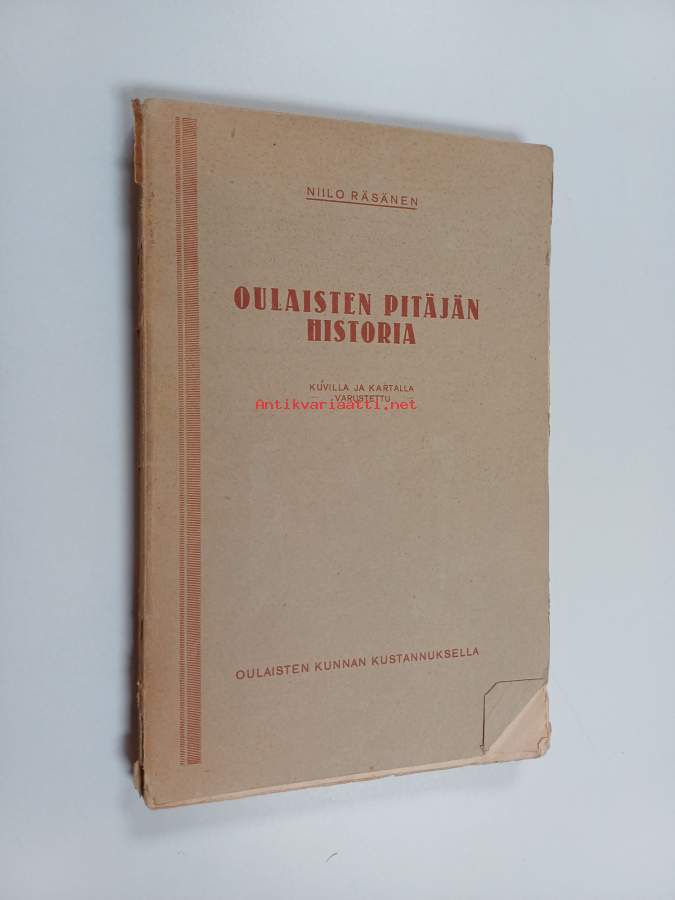 NIILO RÄSÄNEN
OULAISTEN PITÄJÄN
HISTORIA
KUVILLA JA KARTALLA
VARUSTETTU
Antikvariaatti.net
OULAISTEN KUNNAN KUSTANNUKSELLA